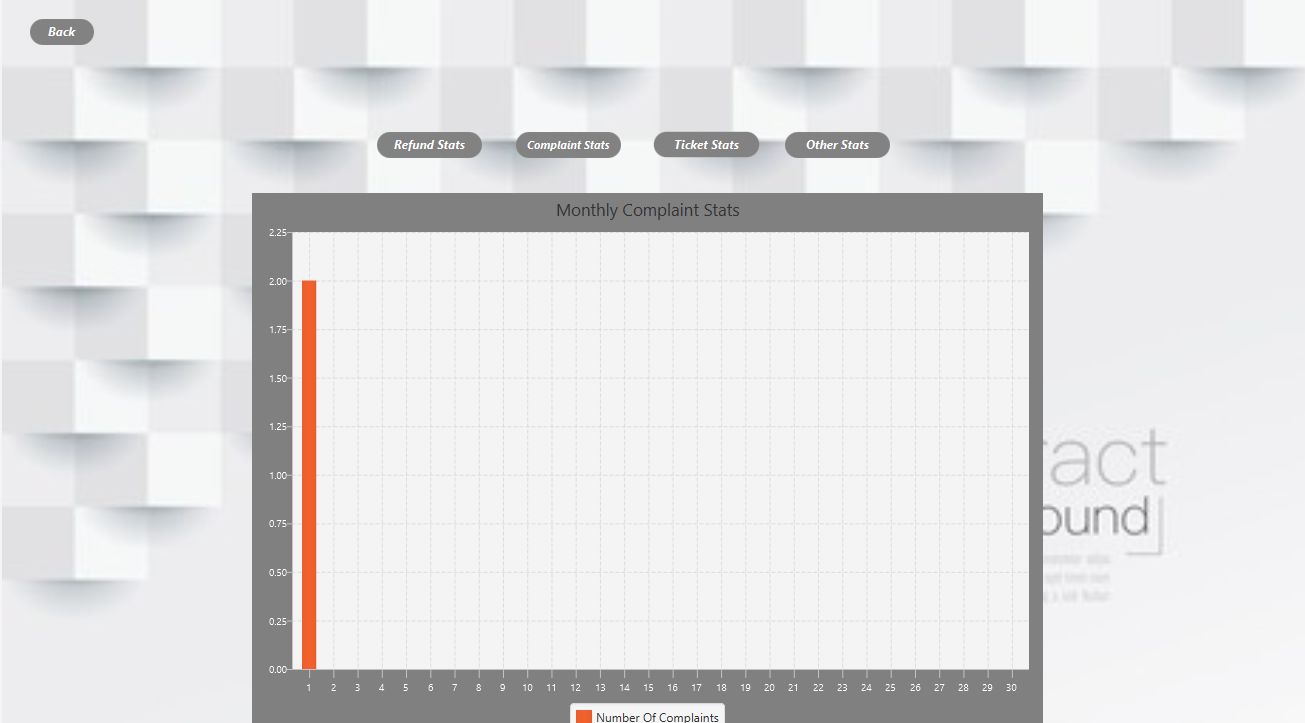 Back
Refund Stats Complaint Stats Ticket Stats Other Stats
Monthly Complaint Stats
2.25
2.00
1.75
1.50
1.25
1.00
0.75
0.50
0.25
0.00
1 2 3 4 5 6 7 8 9 10 11 12 13 14 15 16 17 18 19 20 21 22 23 24 25 26 27 28 29 30
Number Of Complaints
ract
ound